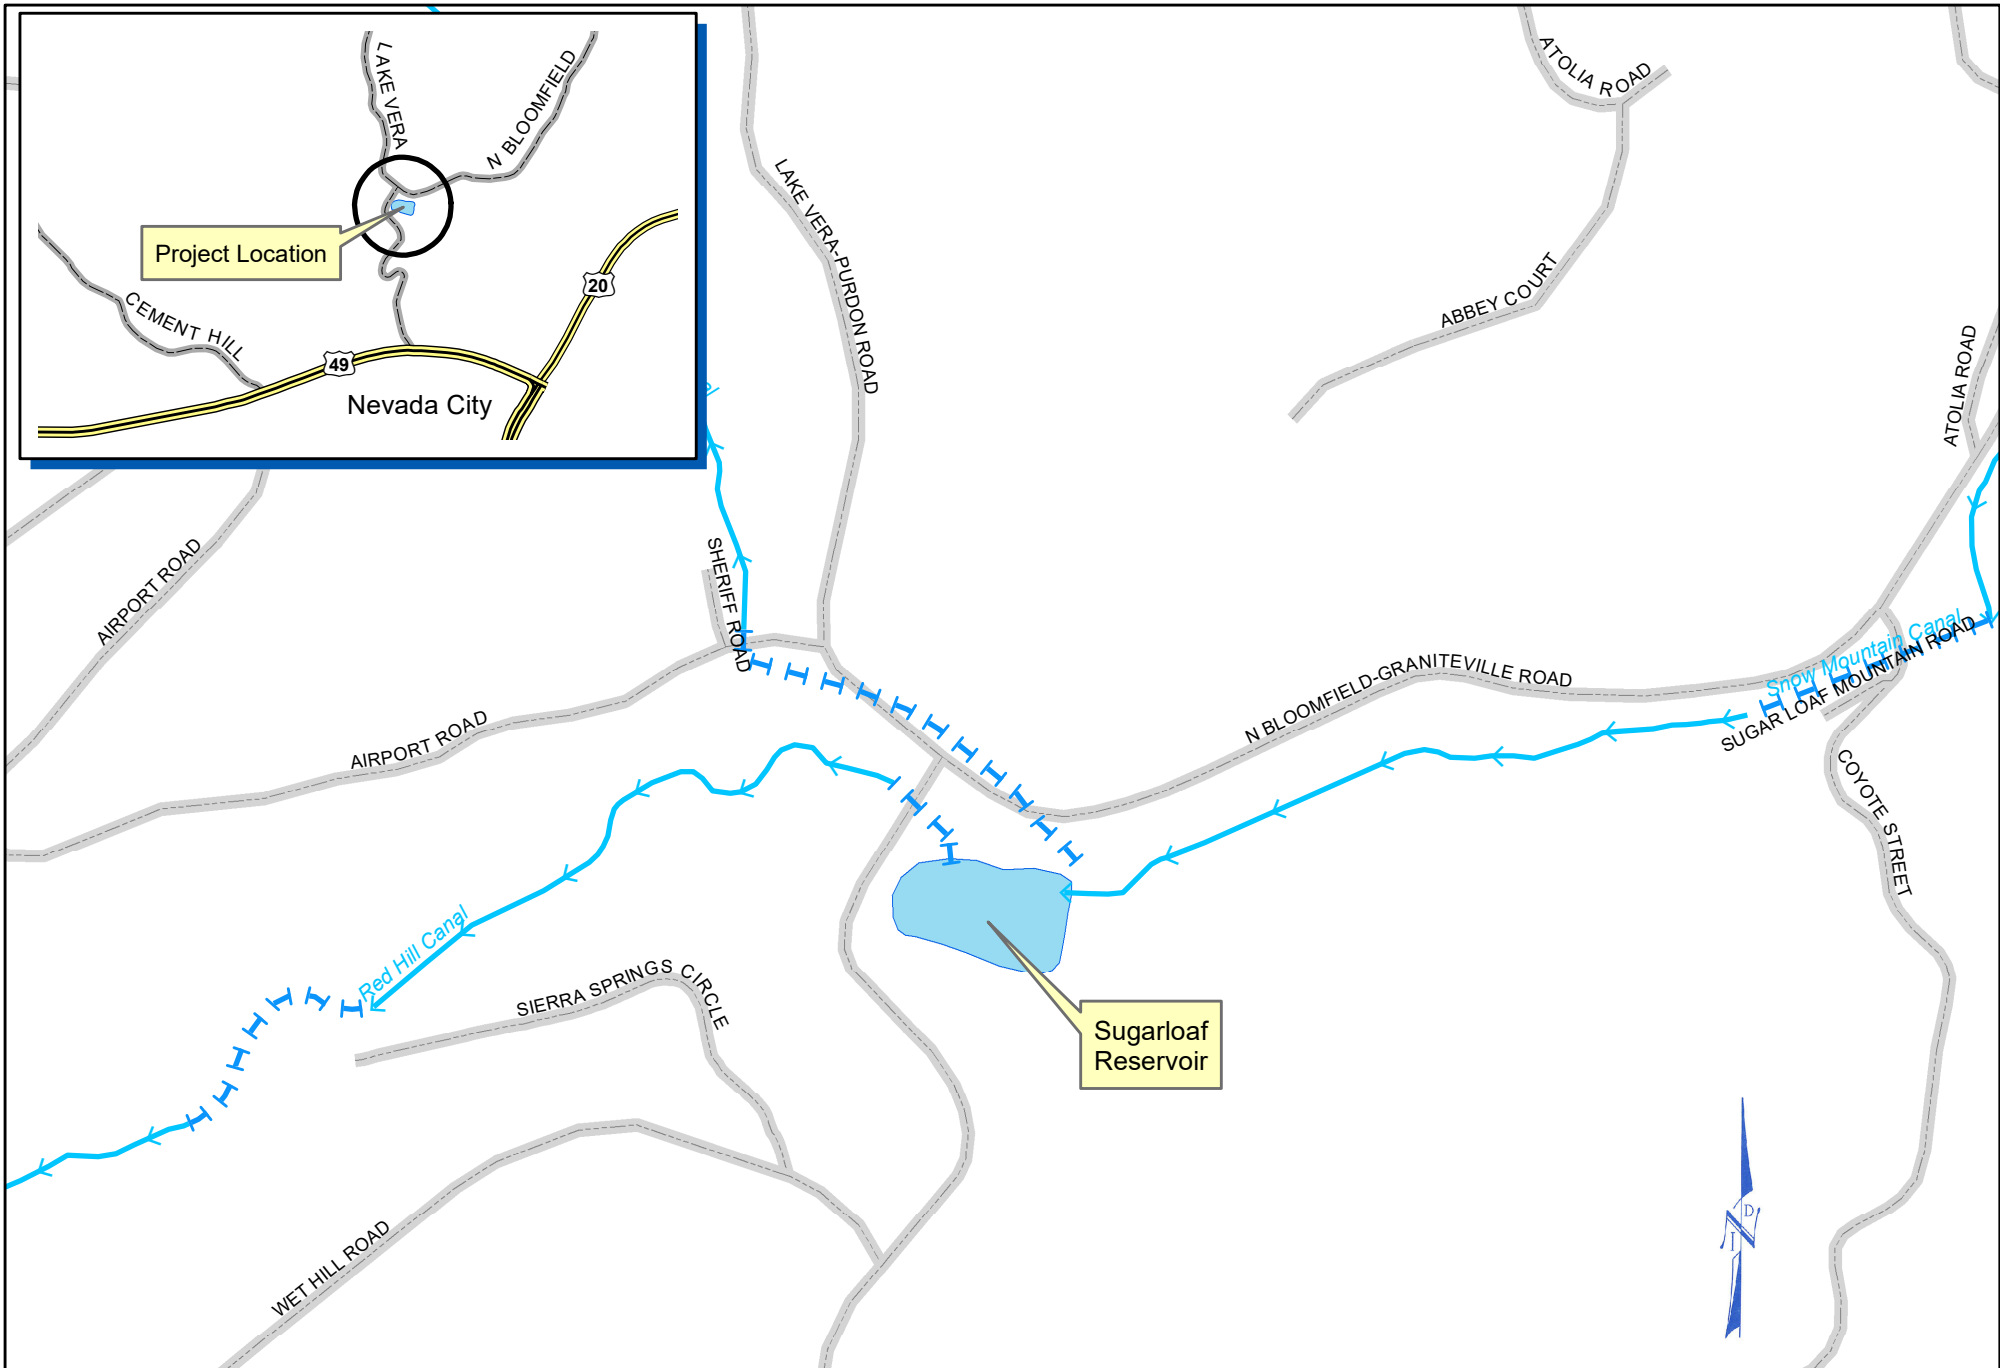 LAKE VERA
N BLOOMFIELD
Project Location
CEMENT HILL
20
49
Nevada City
ATOLIA ROAD
LAKE VERA-PURDON ROAD
ABBEY COURT
ATOLIA ROAD
AIRPORT ROAD
SHERIFF ROAD
Snow Mountain Canal
SUGAR LOAF MOUNTAIN ROAD
N BLOOMFIELD-GRANITEVILLE ROAD
AIRPORT ROAD
COYOTE STREET
Red Hill Canal
SIERRA SPRINGS CIRCLE
Sugarloaf
Reservoir
WET HILL ROAD
N
I
D